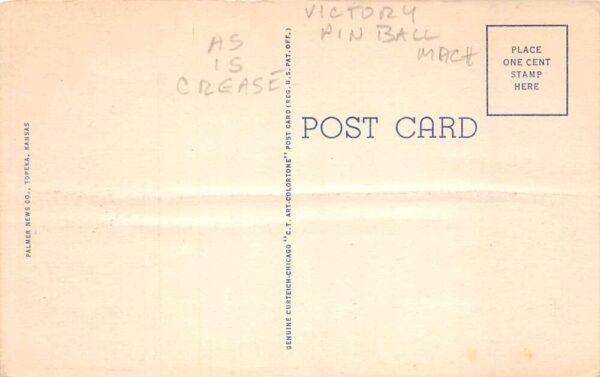 AS
IS
CREASE
VICTORY
PIN BALL
MACH
PLACE
ONE CENT
STAMP
HERE
POST CARD
PALMER NEWS CO., TOPEKA, KANSAS
GENUINE CURTEICH-CHICAGO "C.T. ART-COLORTONE" POST CARD (REG. U.S. PAT. OFF.)